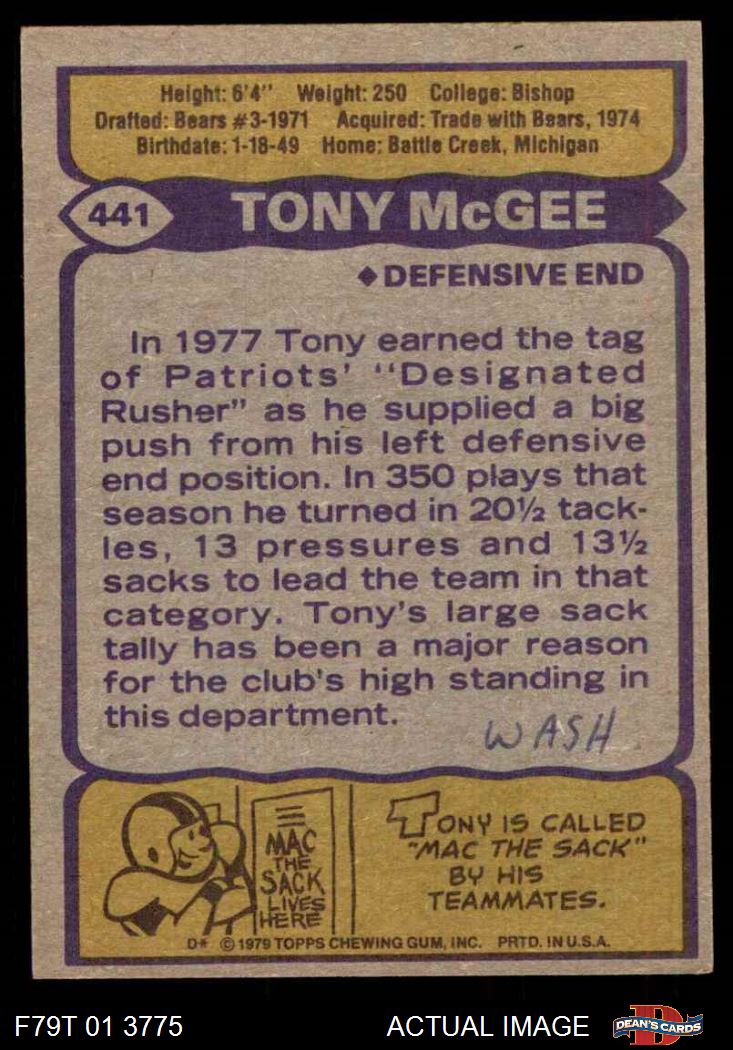 Height: 6'4" Weight: 250 College: Bishop
Drafted: Bears #3-1971 Acquired: Trade with Bears, 1974
Birthdate: 1-18-49 Home: Battle Creek, Michigan
441 TONY McGEE
◆ DEFENSIVE END
In 1977 Tony earned the tag
of Patriots' "Designated
Rusher" as he supplied a big
push from his left defensive
end position. In 350 plays that
season he turned in 20½ tack-
les, 13 pressures and 13½
sacks to lead the team in that
category. Tony's large sack
tally has been a major reason
for the club's high standing in
this department.
WASH
MAC
THE
SACK
LIVES
HERE
TONY IS CALLED
"MAC THE SACK"
BY HIS
TEAMMATES.
D* © 1979 TOPPS CHEWING GUM, INC. PRTD. IN U.S.A.
F79T 01 3775 ACTUAL IMAGE DEAN'S CARDS